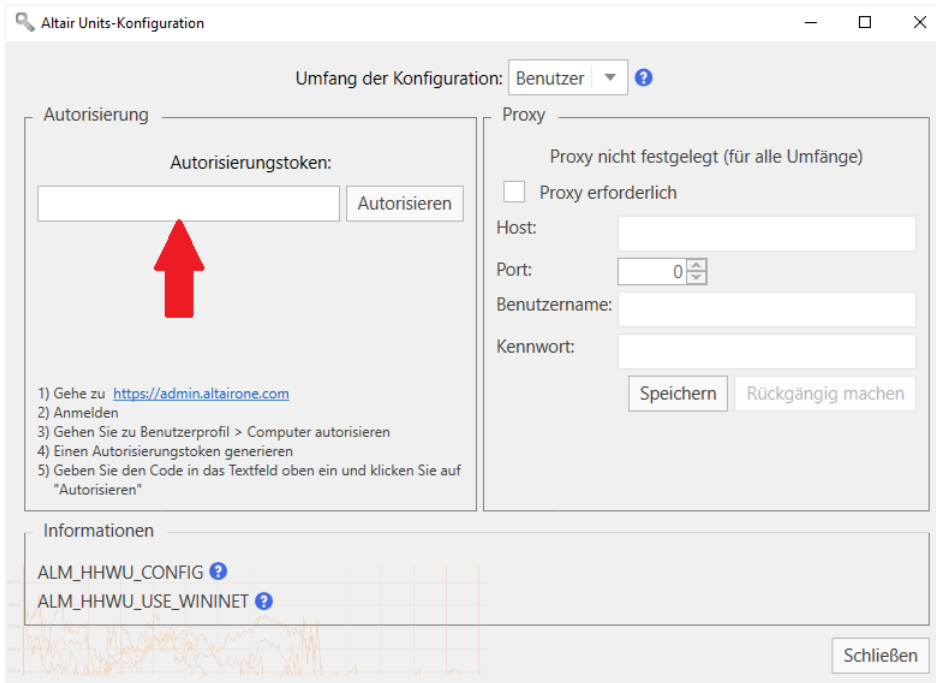 Altair Units-Konfiguration
Umfang der Konfiguration: Benutzer
Autorisierung
Autorisierungstoken:
Autorisieren
1) Gehe zu https://admin.altairone.com
2) Anmelden
3) Gehen Sie zu Benutzerprofil > Computer autorisieren
4) Einen Autorisierungstoken generieren
5) Geben Sie den Code in das Textfeld oben ein und klicken Sie auf
"Autorisieren"
Proxy
Proxy nicht festgelegt (für alle Umfänge)
Proxy erforderlich
Host:
Port: 0
Benutzername:
Kennwort:
Speichern Rückgängig machen
Informationen
ALM_HHWU_CONFIG
ALM_HHWU_USE_WININET
Schließen